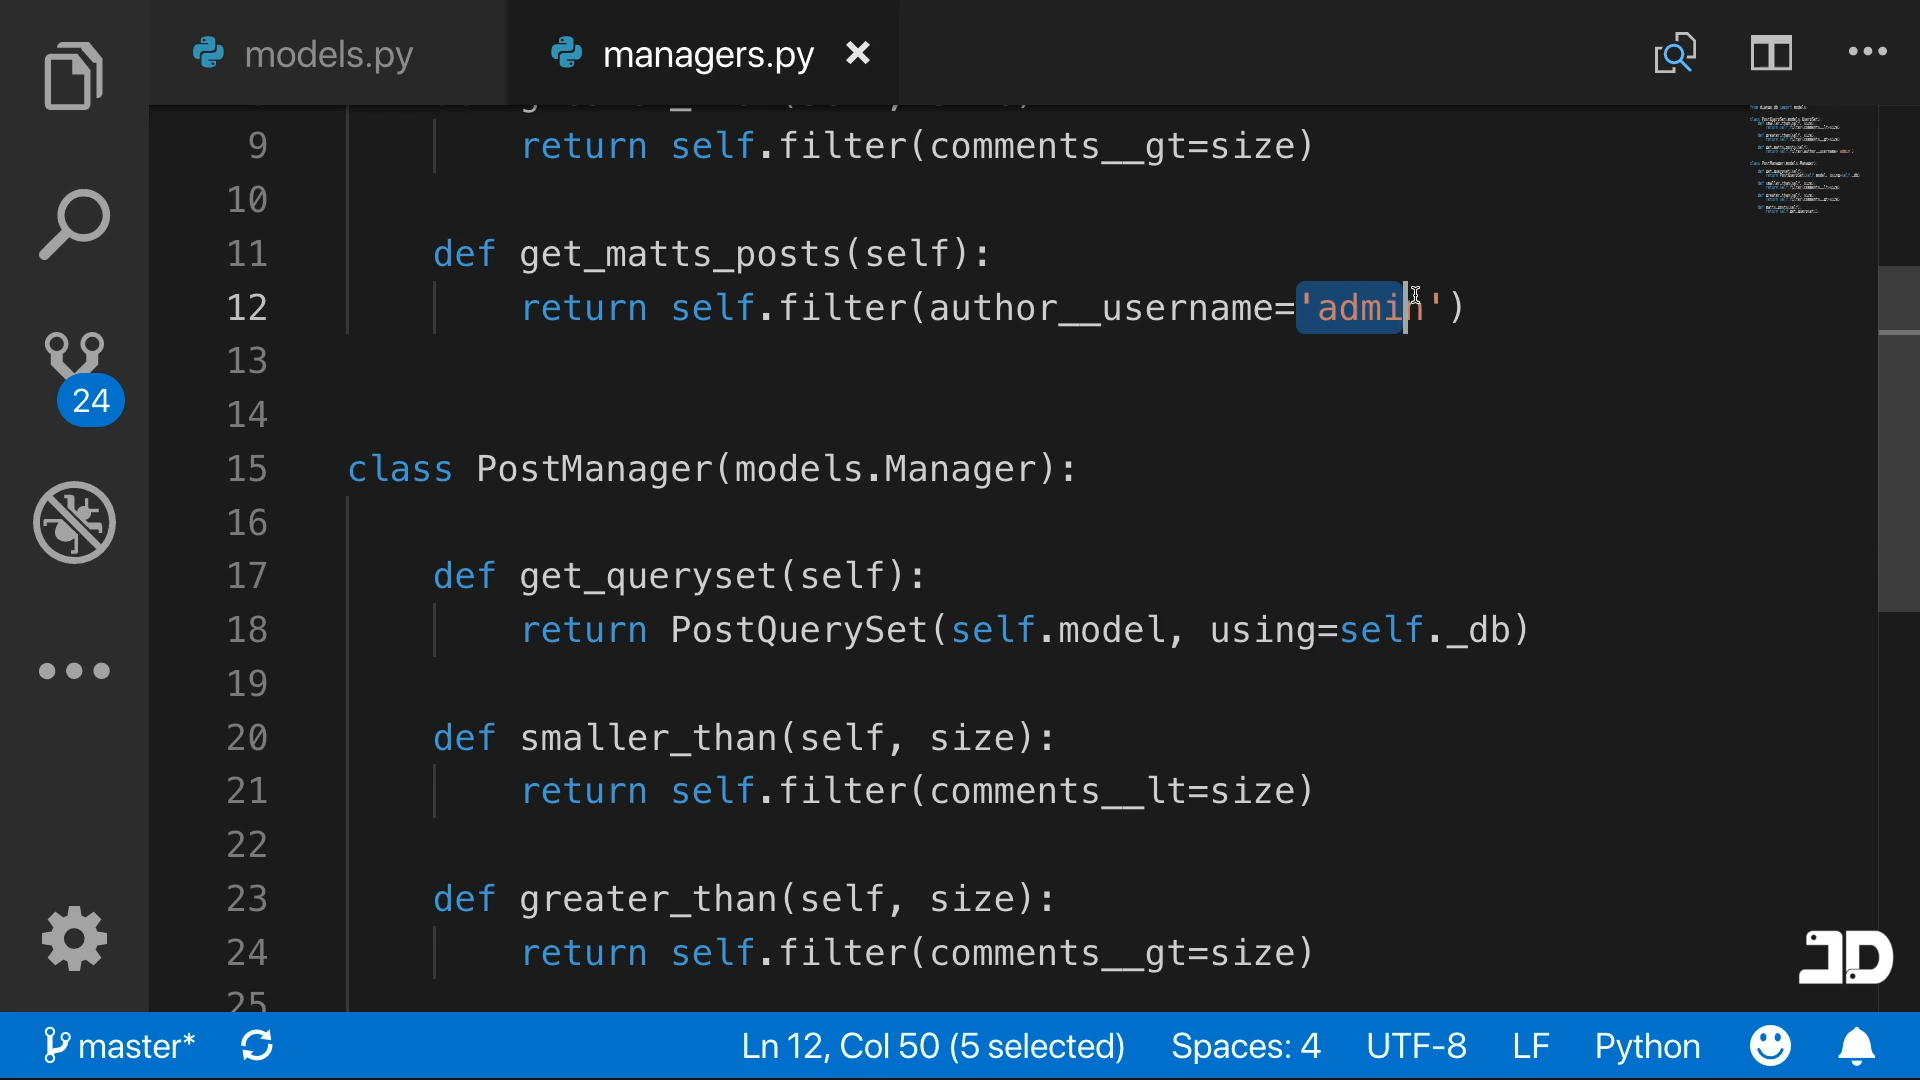 models.py
managers.py
9 return self.filter(comments__gt=size)
10
11 def get_matts_posts(self):
12 return self.filter(author__username='admin')
13
14
15 class PostManager(models.Manager):
16
17 def get_queryset(self):
18 return PostQuerySet(self.model, using=self._db)
19
20 def smaller_than(self, size):
21 return self.filter(comments__lt=size)
22
23 def greater_than(self, size):
24 return self.filter(comments__gt=size)
25
24
JD
master*
Ln 12, Col 50 (5 selected)
Spaces: 4
UTF-8
LF
Python